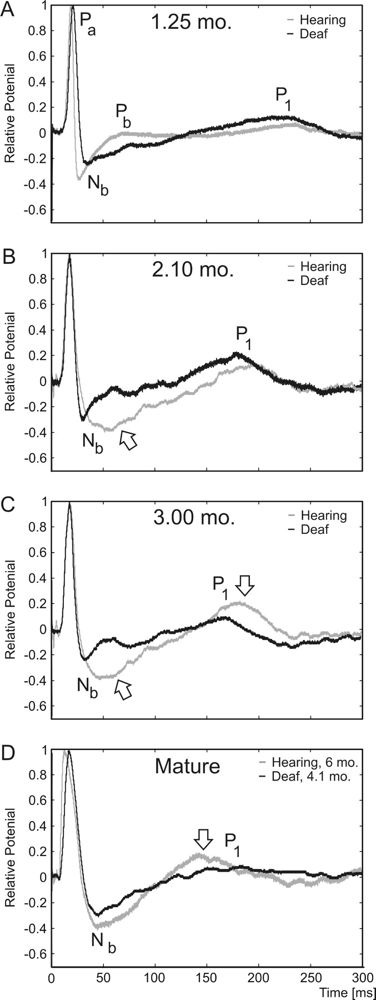 A
1
0.8
0.6
0.4
0.2
0
-0.2
-0.4
-0.6
Relative Potential
1.25 mo.
Hearing
Deaf
Pa
Pb
P1
Nb
B
1
0.8
0.6
0.4
0.2
0
-0.2
-0.4
-0.6
Relative Potential
2.10 mo.
Hearing
Deaf
P1
Nb
C
1
0.8
0.6
0.4
0.2
0
-0.2
-0.4
-0.6
Relative Potential
3.00 mo.
Hearing
Deaf
P1
Nb
D
1
0.8
0.6
0.4
0.2
0
-0.2
-0.4
-0.6
Relative Potential
Mature
Hearing, 6 mo.
Deaf, 4.1 mo.
P1
N b
0 50 100 150 200 250 300
Time [ms]